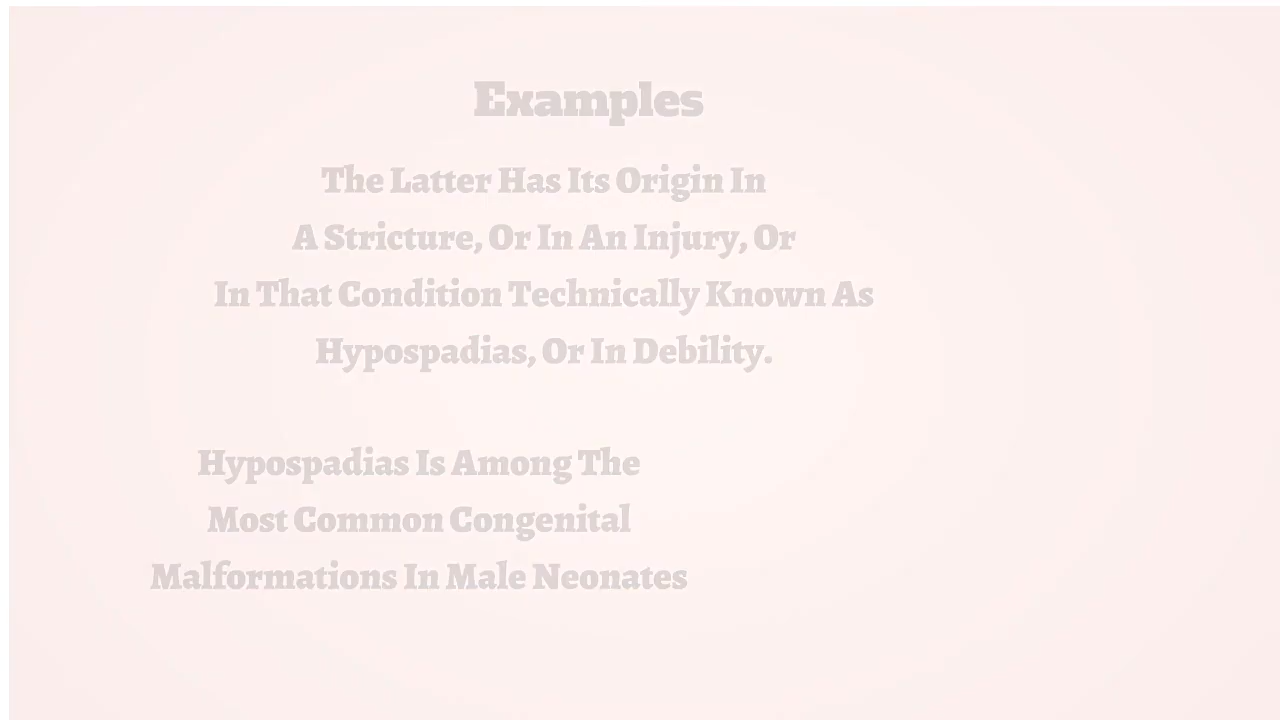 Examples
The Latter Has Its Origin In
A Stricture, Or In An Injury, Or
In That Condition Technically Known As
Hypospadias, Or In Debility.
Hypospadias Is Among The
Most Common Congenital
Malformations In Male Neonates